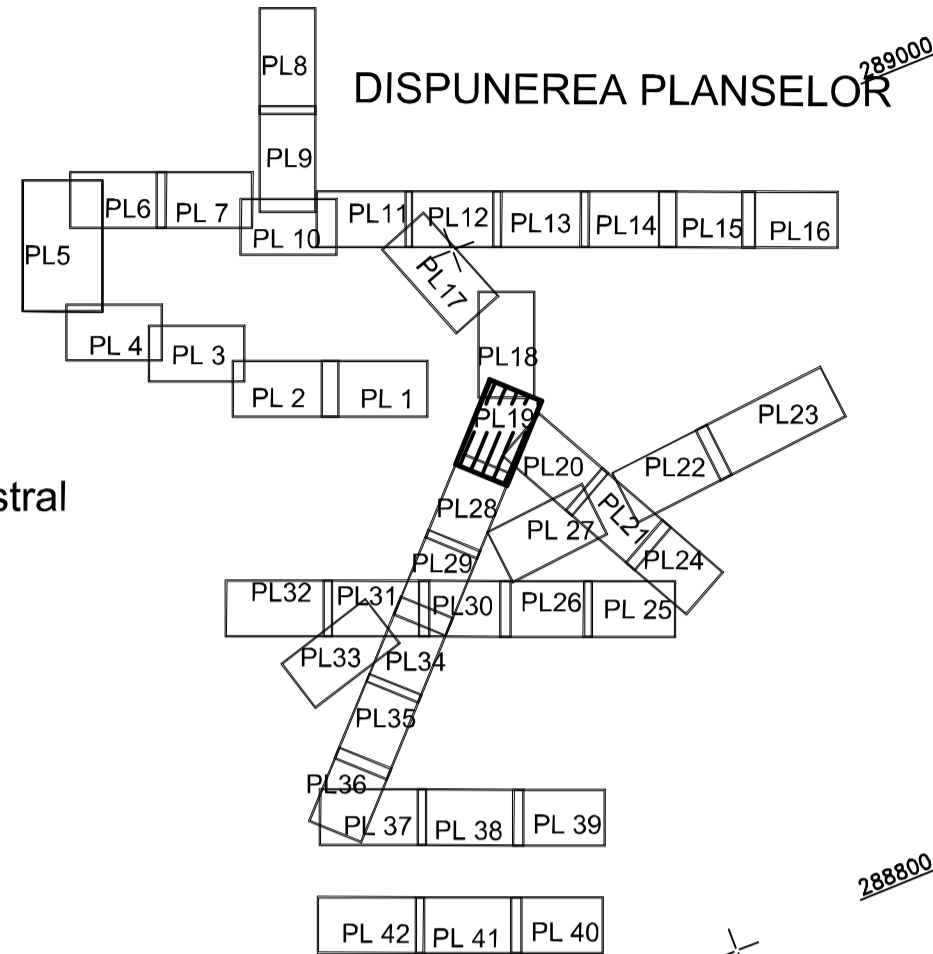 PL8
289000
DISPUNEREA PLANSELOR
PL9
PL6 PL 7 PL 10 PL11 PL12 PL13 PL14 PL15 PL16
PL5
PL17
PL 4 PL 3
PL18
PL 2 PL 1
PL19
PL23
PL20 PL22
stral
PL28 PL 27 PL21
PL29 PL24
PL32 PL31 PL30 PL26 PL 25
PL33 PL34
PL35
PL36
PL 37 PL 38 PL 39
288800
PL 42 PL 41 PL 40